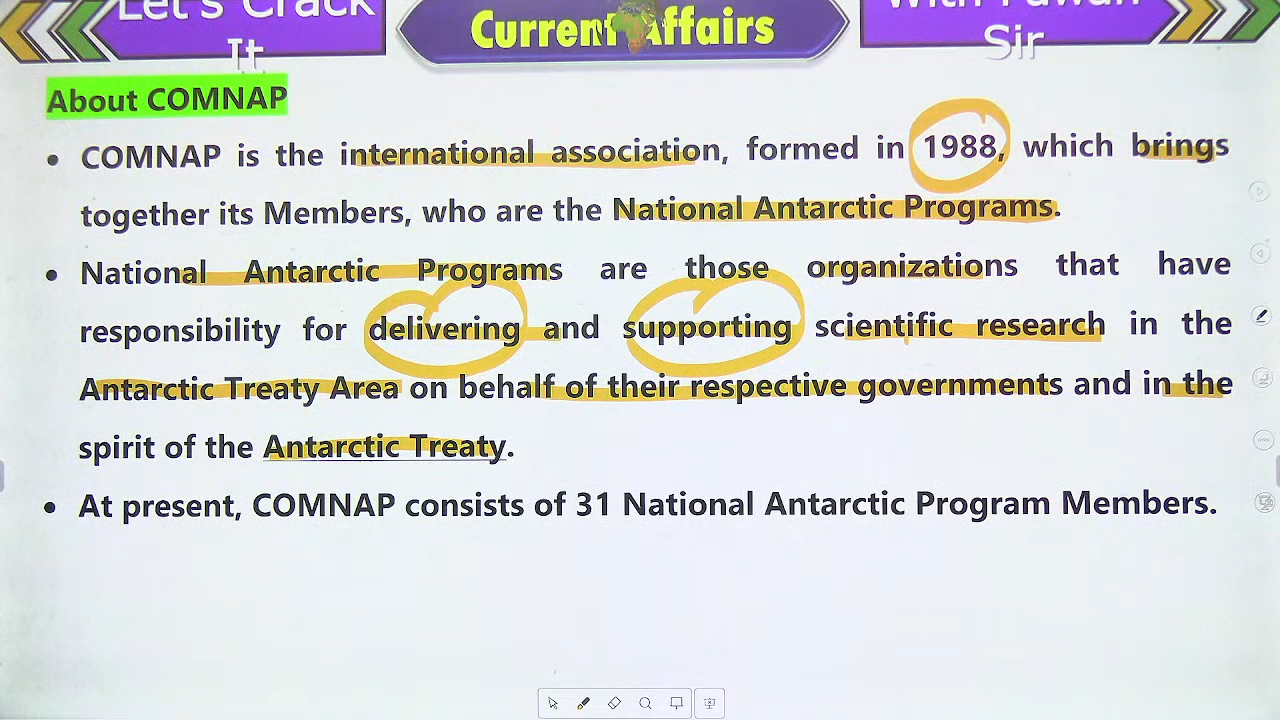 Let's Crack
It
Current Affairs
With Pawan
Sir
About COMNAP
• COMNAP is the international association, formed in 1988, which brings
together its Members, who are the National Antarctic Programs.
• National Antarctic Programs are those organizations that have
responsibility for delivering and supporting scientific research in the
Antarctic Treaty Area on behalf of their respective governments and in the
spirit of the Antarctic Treaty.
• At present, COMNAP consists of 31 National Antarctic Program Members.